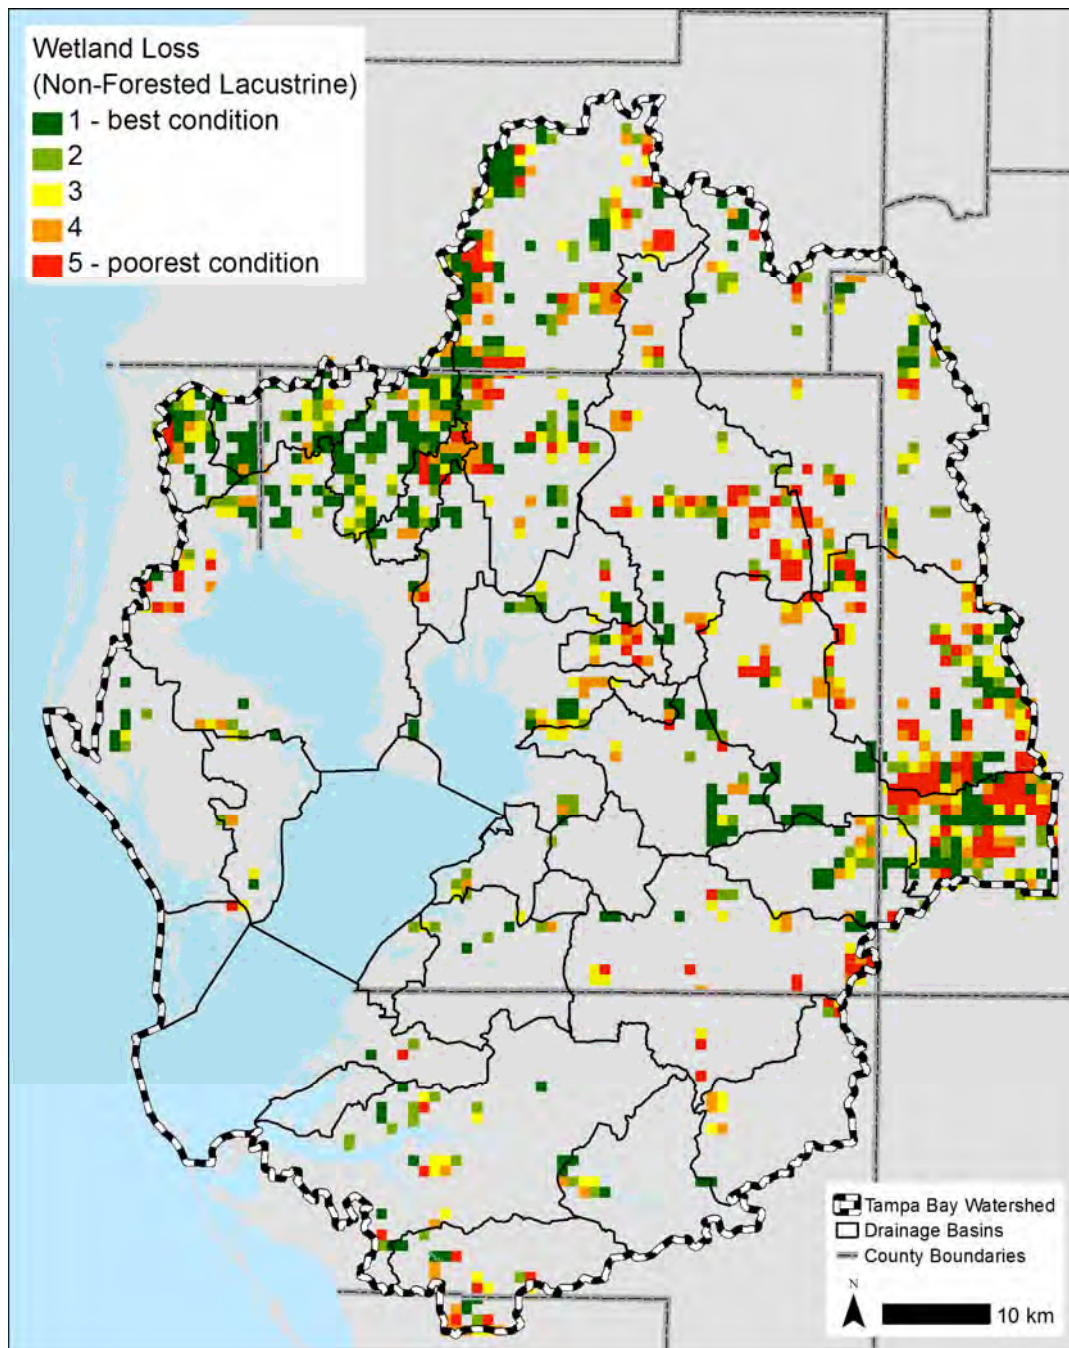 Wetland Loss
(Non-Forested Lacustrine)
1 - best condition
2
3
4
5 - poorest condition
Tampa Bay Watershed
Drainage Basins
County Boundaries
N
10 km